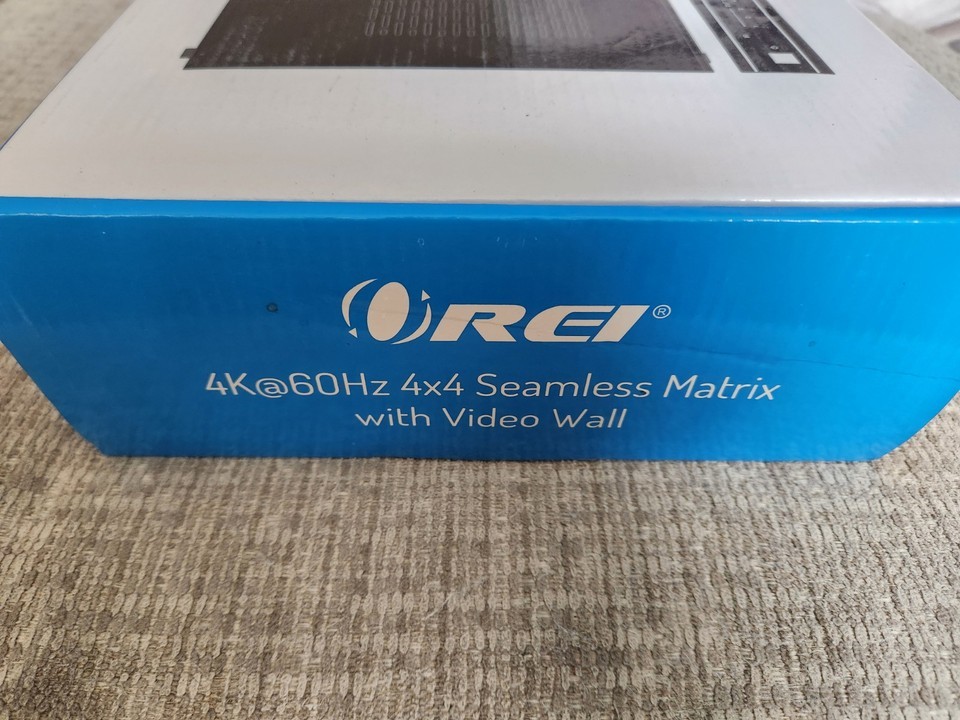 OREI®
4K@60Hz 4x4 Seamless Matrix
with Video Wall